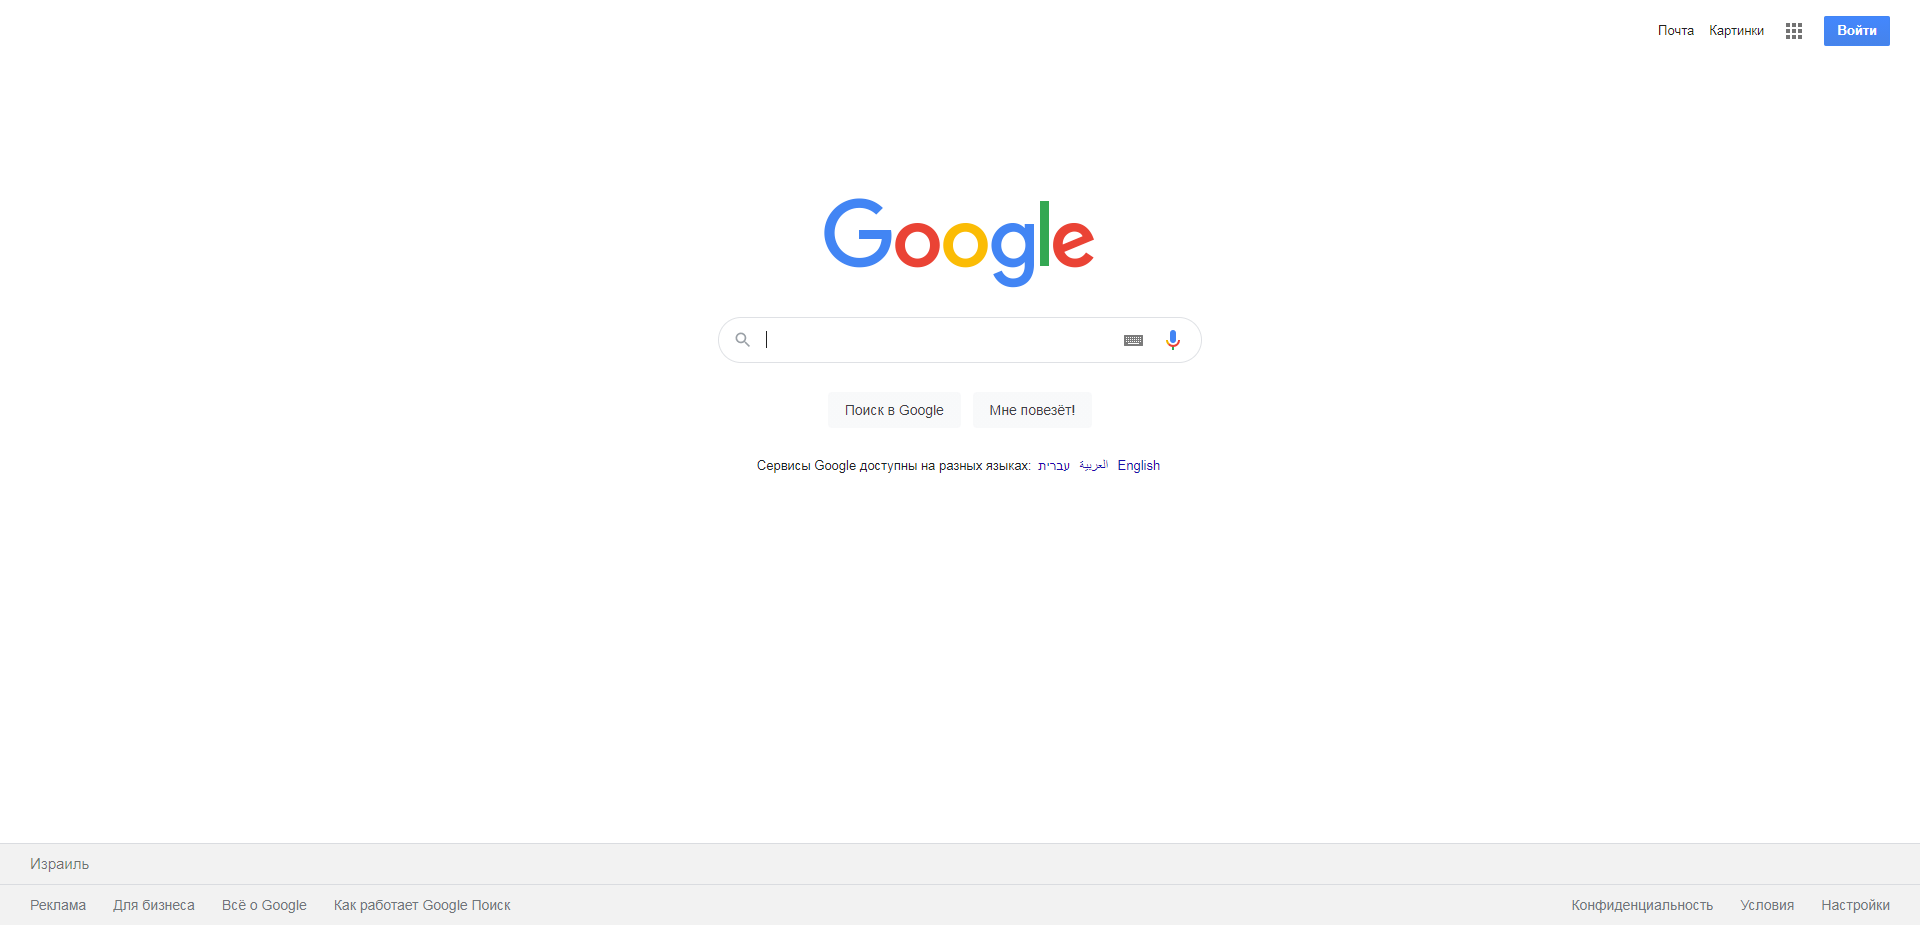 Почта Картинки Войти
Google
Поиск в Google Мне повезёт!
Сервисы Google доступны на разных языках: עברית العربية English
Израиль
Реклама Для бизнеса Всё о Google Как работает Google Поиск Конфиденциальность Условия Настройки